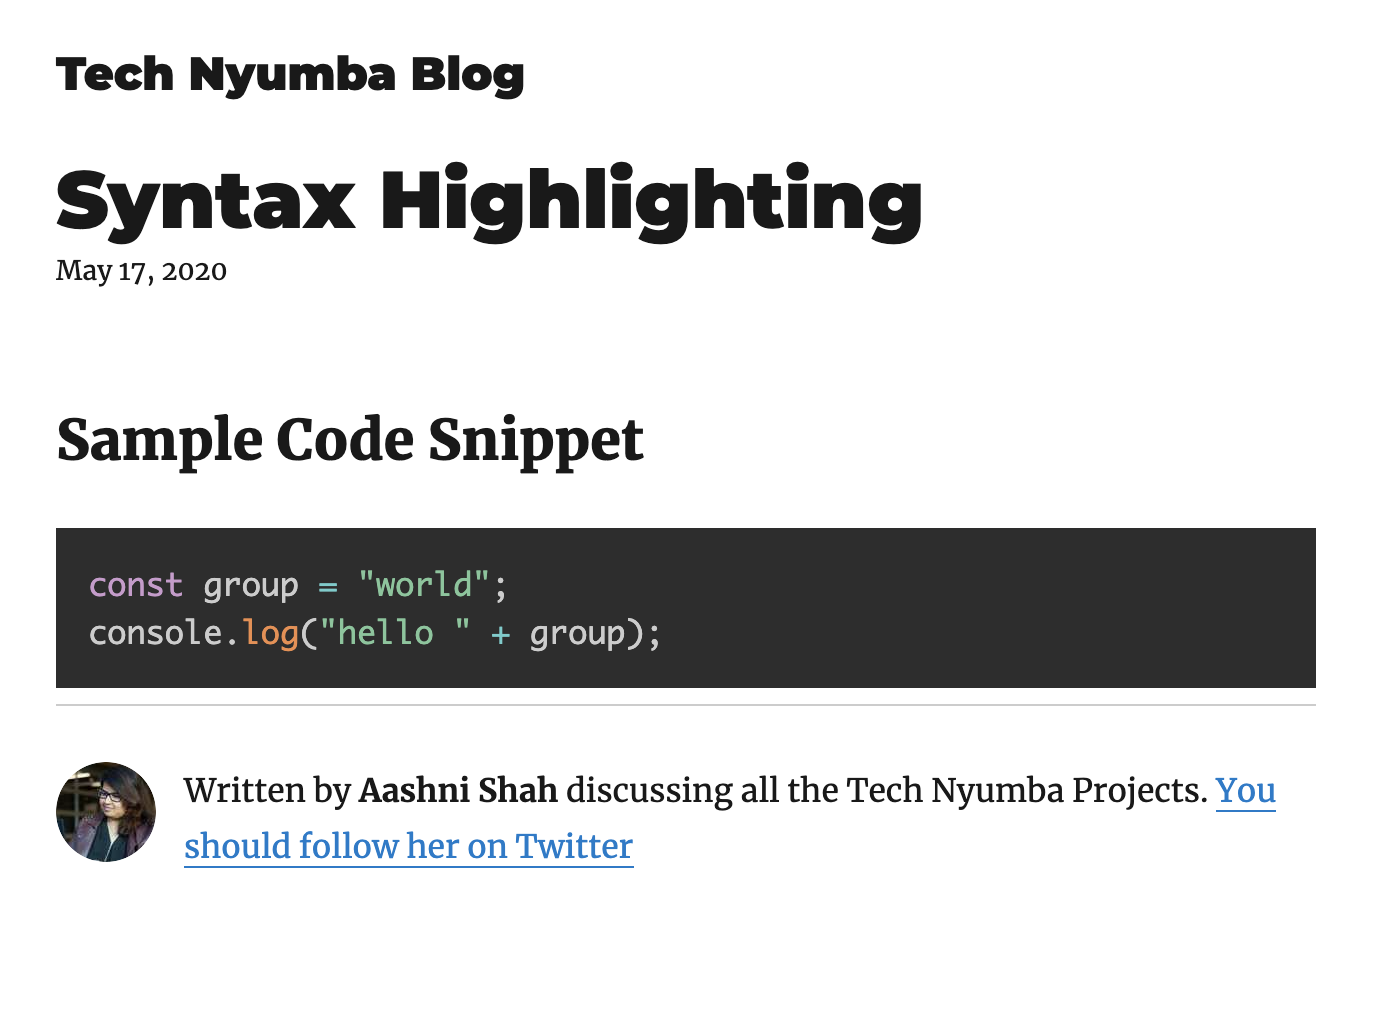 Tech Nyumba Blog
Syntax Highlighting
May 17, 2020
Sample Code Snippet
const group = "world";
console.log("hello " + group);
Written by Aashni Shah discussing all the Tech Nyumba Projects. You
should follow her on Twitter